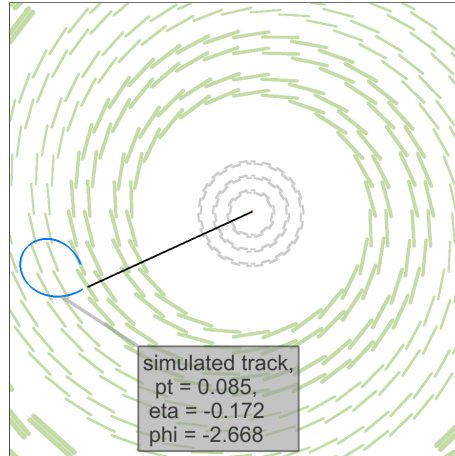 simulated track,
pt = 0.085,
eta = -0.172
phi = -2.668